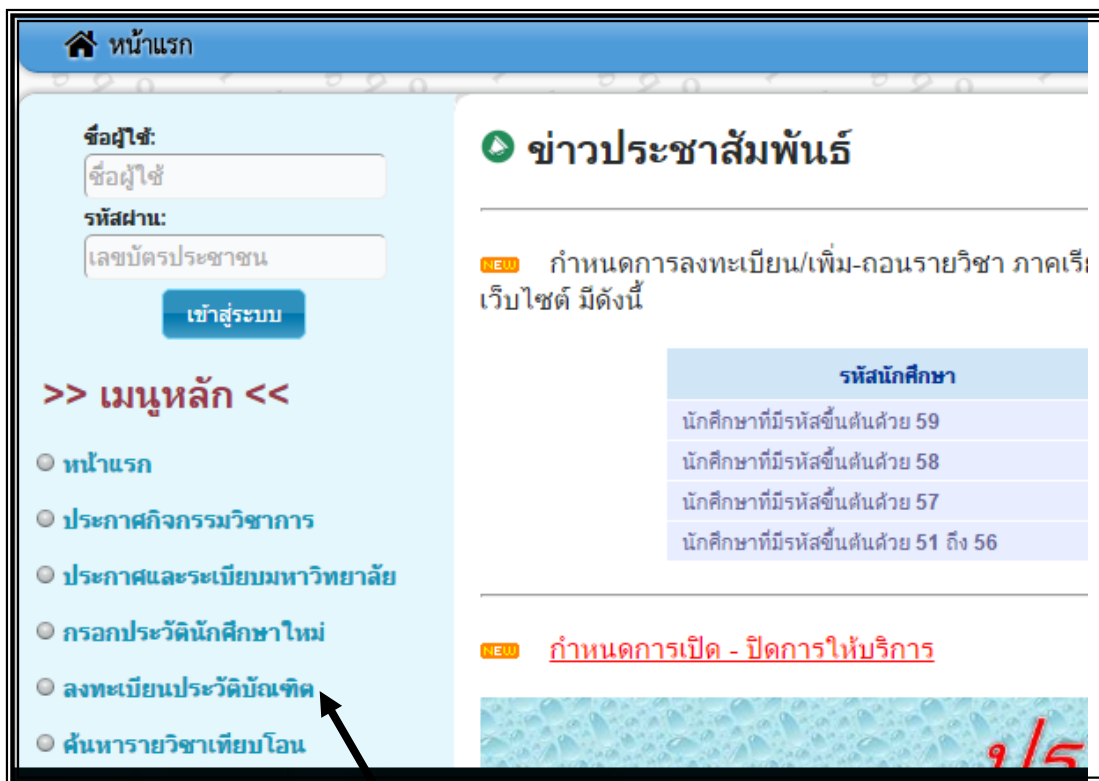 หน้าแรก
ชื่อผู้ใช้:
ชื่อผู้ใช้
รหัสผ่าน:
เลขบัตรประชาชน
เข้าสู่ระบบ
>> เมนูหลัก <<
หน้าแรก
ประกาศกิจกรรมวิชาการ
ประกาศและระเบียบมหาวิทยาลัย
กรอกประวัตินักศึกษาใหม่
ลงทะเบียนประวัติบัณฑิต
ค้นหารายวิชาเทียบโอน
ข่าวประชาสัมพันธ์
NEW กำหนดการลงทะเบียน/เพิ่ม-ถอนรายวิชา
เว็บไซต์ มีดังนี้
รหัสนักศึกษา
นักศึกษาที่มีรหัสขึ้นต้นด้วย 59
นักศึกษาที่มีรหัสขึ้นต้นด้วย 58
นักศึกษาที่มีรหัสขึ้นต้นด้วย 57
นักศึกษาที่มีรหัสขึ้นต้นด้วย 51 ถึง 56
NEW กำหนดการเปิด - ปิดการให้บริการ